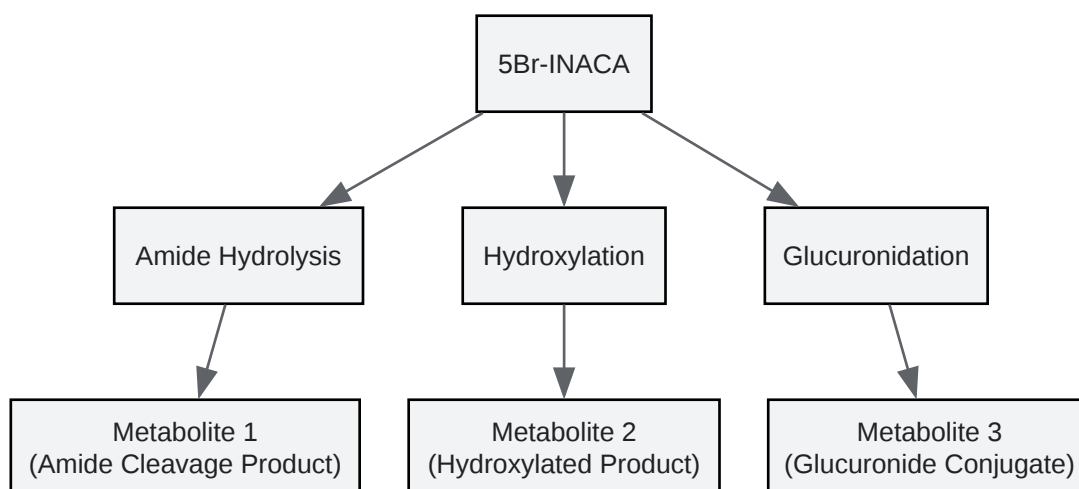 5Br-INACA
Amide Hydrolysis
Hydroxylation
Glucuronidation
Metabolite 1
(Amide Cleavage Product)
Metabolite 2
(Hydroxylated Product)
Metabolite 3
(Glucuronide Conjugate)